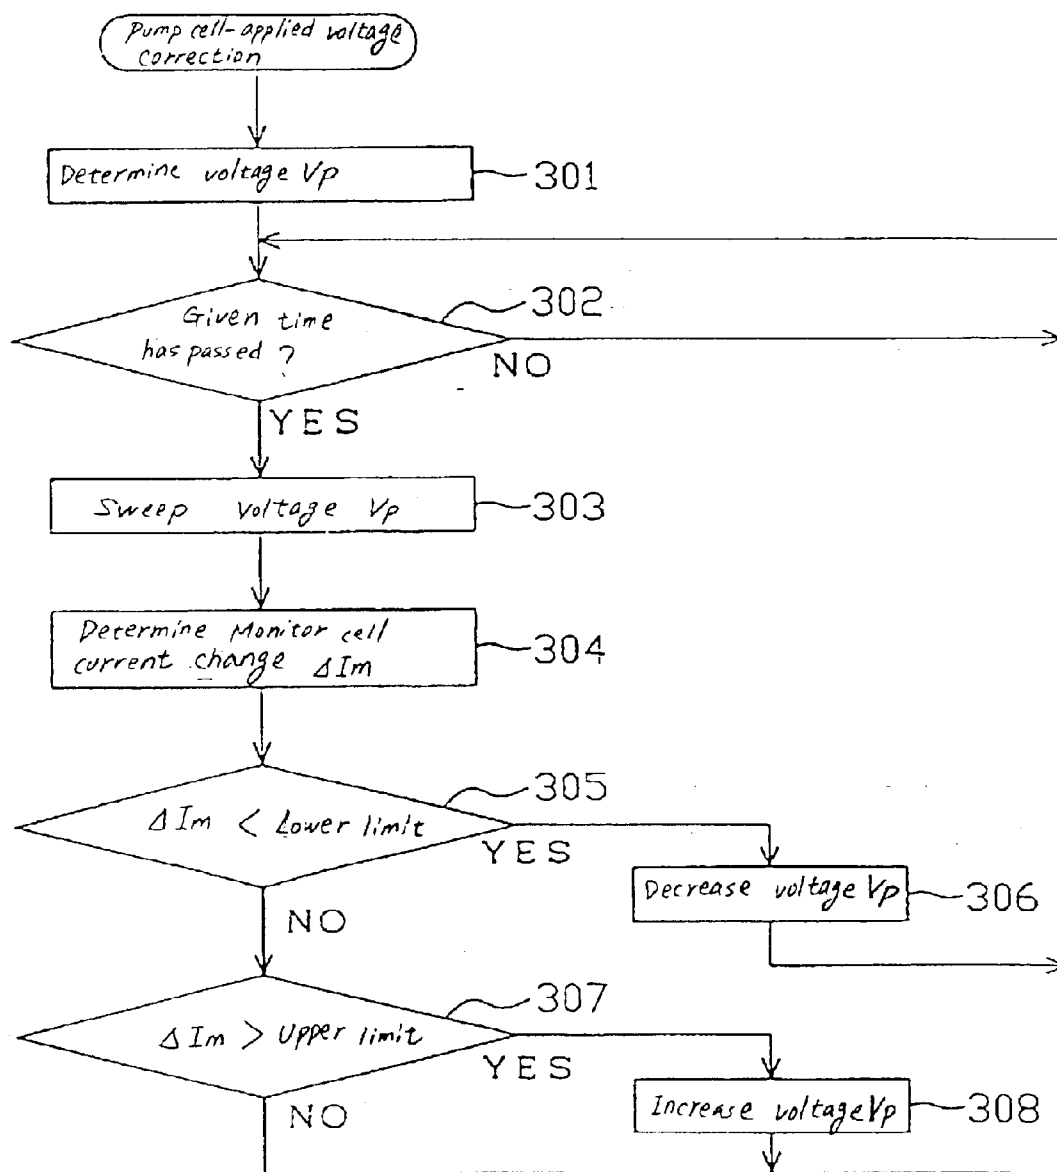 Pump cell-applied voltage
correction
Determine voltage Vp
301
302
Given time
has passed?
NO
YES
Sweep voltage Vp
303
Determine Monitor cell
current change ΔIm
304
305
ΔIm < Lower limit
YES
Decrease voltage Vp
306
NO
307
ΔIm > Upper limit
YES
Increase voltage Vp
308
NO